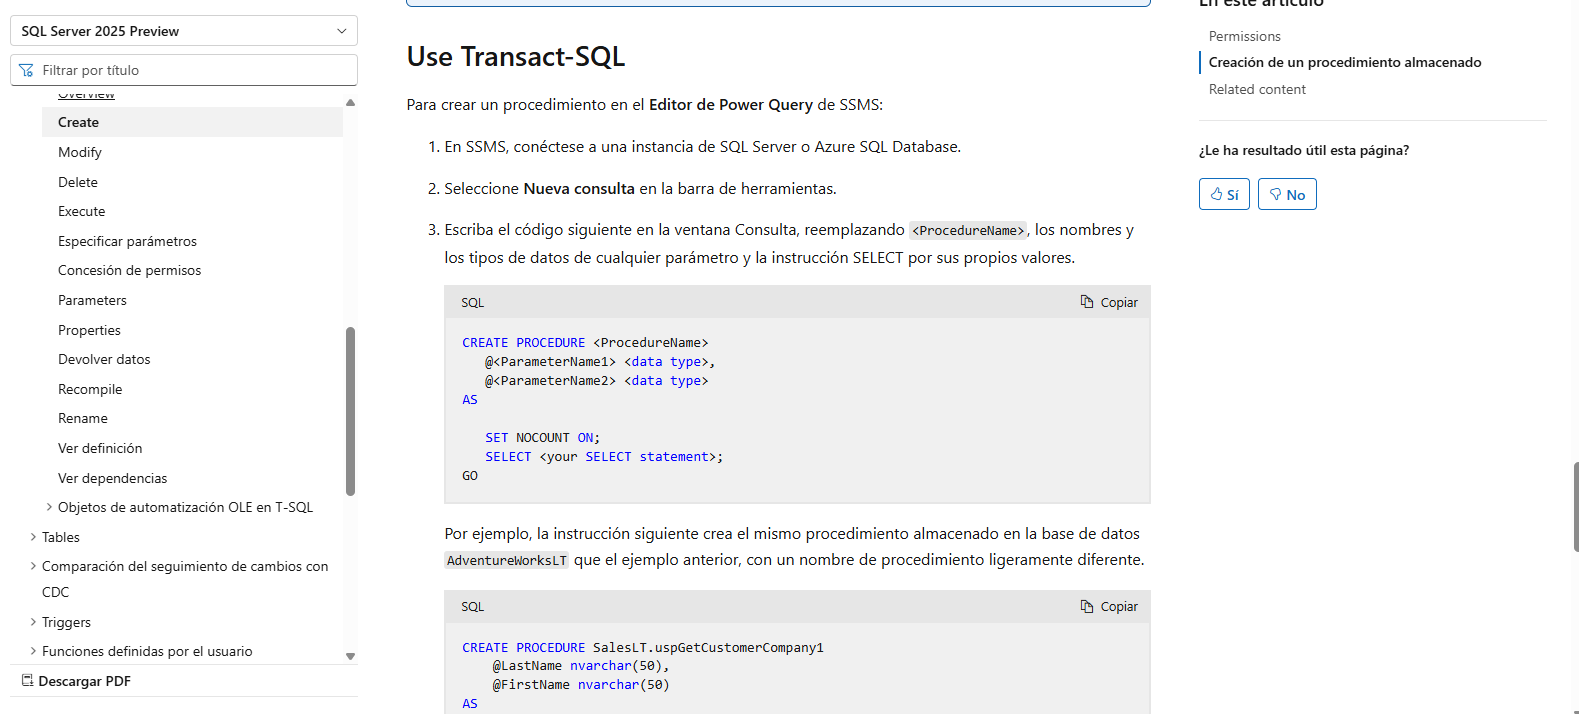 SQL Server 2025 Preview
Filtrar por título
Overview
Create
Modify
Delete
Execute
Especificar parámetros
Concesión de permisos
Parameters
Properties
Devolver datos
Recompile
Rename
Ver definición
Ver dependencias
Objetos de automatización OLE en T-SQL
Tables
Comparación del seguimiento de cambios con
CDC
Triggers
Funciones definidas por el usuario
Descargar PDF
Use Transact-SQL
Para crear un procedimiento en el Editor de Power Query de SSMS:
1. En SSMS, conéctese a una instancia de SQL Server o Azure SQL Database.
2. Seleccione Nueva consulta en la barra de herramientas.
3. Escriba el código siguiente en la ventana Consulta, reemplazando <ProcedureName>, los nombres y
los tipos de datos de cualquier parámetro y la instrucción SELECT por sus propios valores.
SQL
Copiar
CREATE PROCEDURE <ProcedureName>
@<ParameterName1> <data type>,
@<ParameterName2> <data type>
AS
SET NOCOUNT ON;
SELECT <your SELECT statement>;
GO
Por ejemplo, la instrucción siguiente crea el mismo procedimiento almacenado en la base de datos
AdventureWorksLT que el ejemplo anterior, con un nombre de procedimiento ligeramente diferente.
SQL
Copiar
CREATE PROCEDURE SalesLT.uspGetCustomerCompany1
@LastName nvarchar(50),
@FirstName nvarchar(50)
AS
En este artículo
Permissions
Creación de un procedimiento almacenado
Related content
¿Le ha resultado útil esta página?
Sí
No